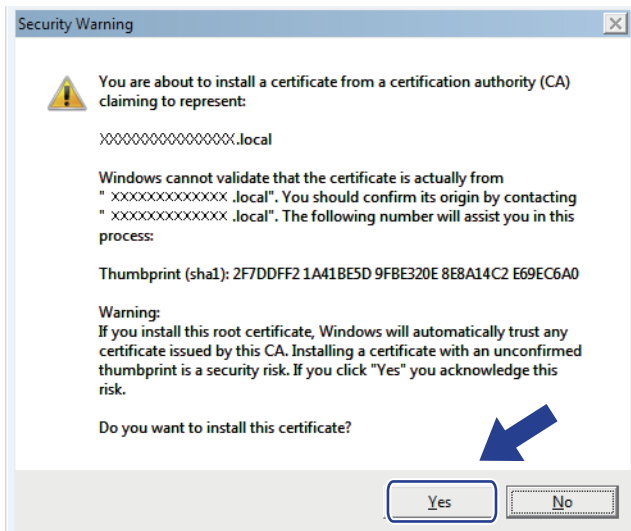 Security Warning
You are about to install a certificate from a certification authority (CA)
claiming to represent:
XXXXXXXXXXXXXXX.local
Windows cannot validate that the certificate is actually from
" XXXXXXXXXXXXX .local". You should confirm its origin by contacting
" XXXXXXXXXXXXX .local". The following number will assist you in this
process:
Thumbprint (sha1): 2F7DDFF2 1A41BE5D 9FBE320E 8E8A14C2 E69EC6A0
Warning:
If you install this root certificate, Windows will automatically trust any
certificate issued by this CA. Installing a certificate with an unconfirmed
thumbprint is a security risk. If you click "Yes" you acknowledge this
risk.
Do you want to install this certificate?
Yes No